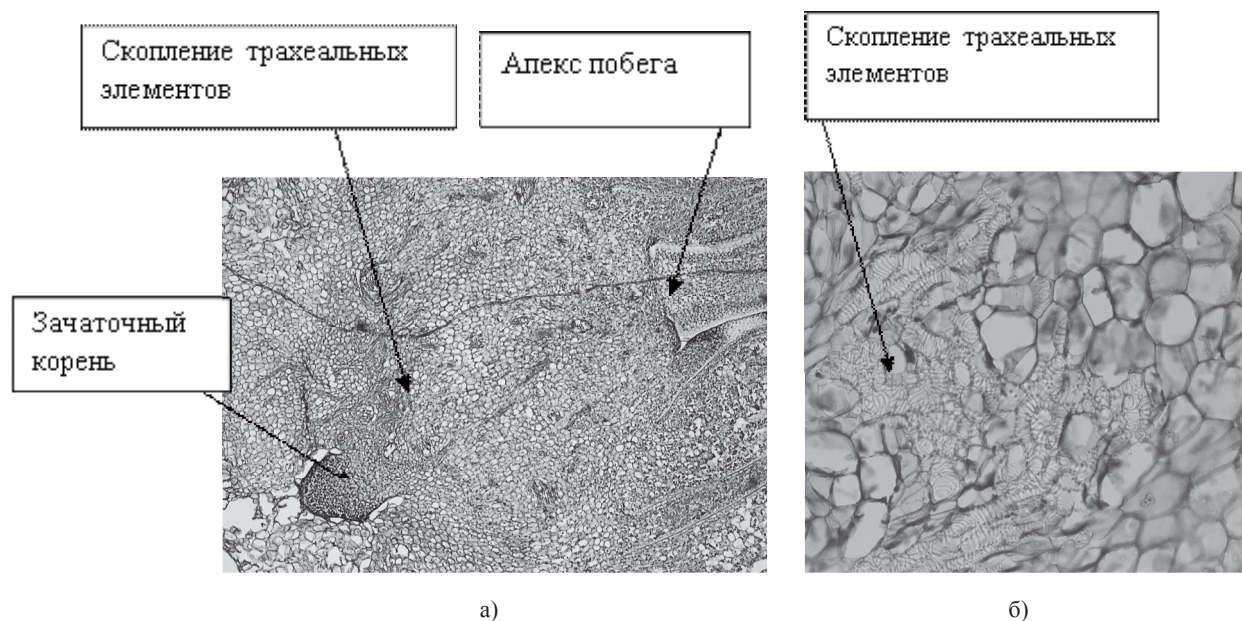 Скопление трахеальных
элементов
Апекс побега
Скопление трахеальных
элементов
Зачаточный
корень
а)
б)